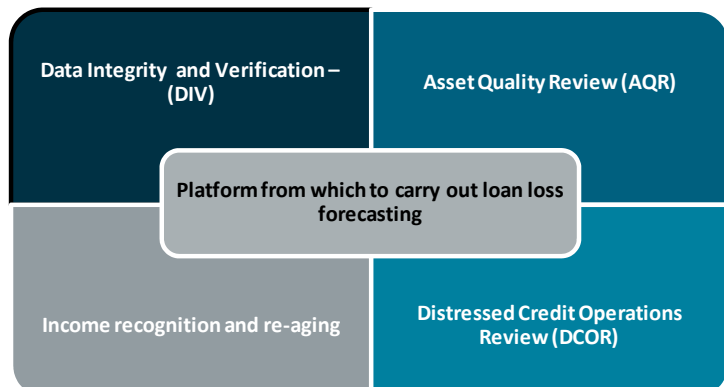 Data Integrity and Verification –
(DIV)
Asset Quality Review (AQR)
Platform from which to carry out loan loss
forecasting
Income recognition and re-aging
Distressed Credit Operations
Review (DCOR)